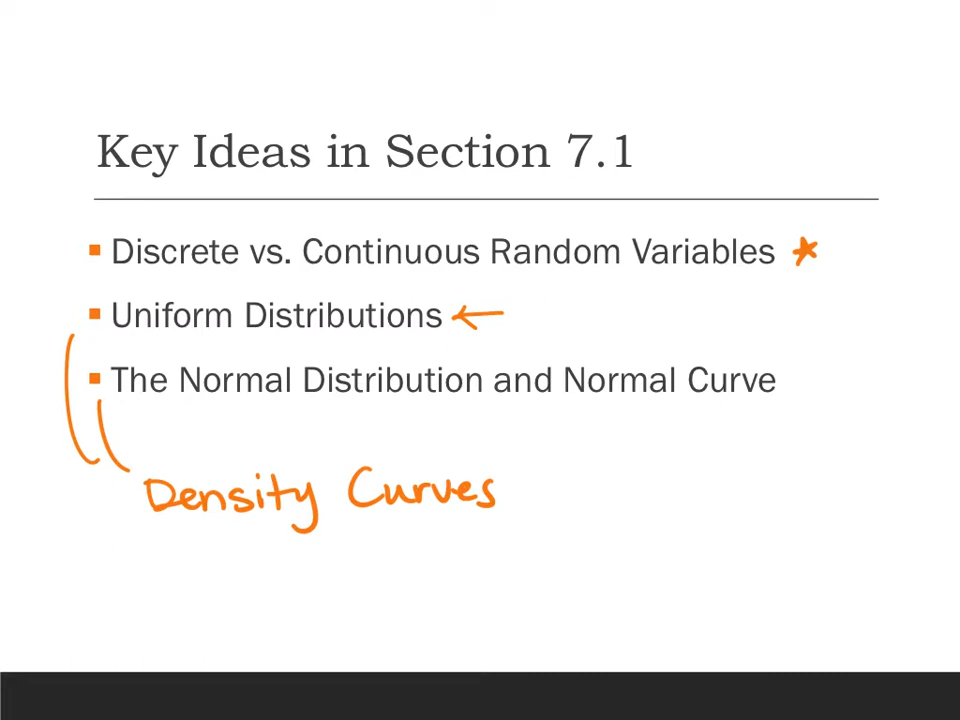 Key Ideas in Section 7.1
Discrete vs. Continuous Random Variables
Uniform Distributions
The Normal Distribution and Normal Curve
Density Curves